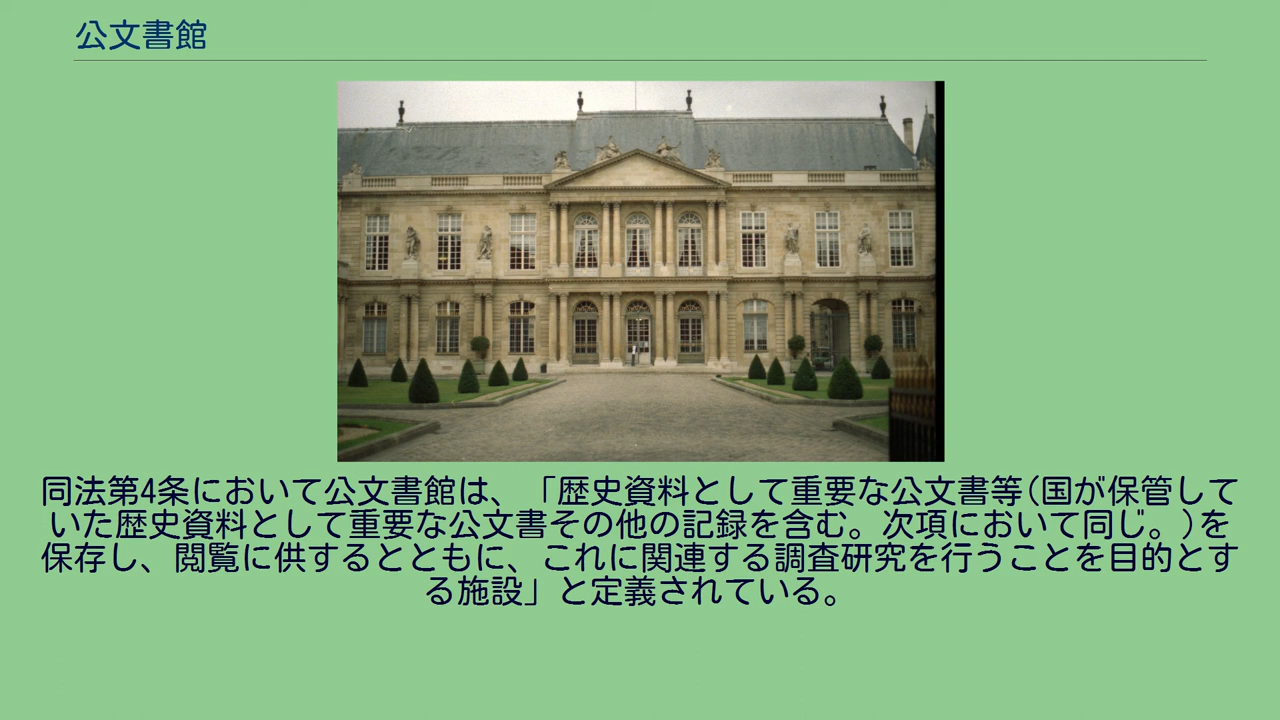 公文書館
同法第4条において公文書館は、「歴史資料として重要な公文書等(国が保管して
いた歴史資料として重要な公文書その他の記録を含む。次項において同じ。)を
保存し、閲覧に供するとともに、これに関連する調査研究を行うことを目的とす
る施設」と定義されている。